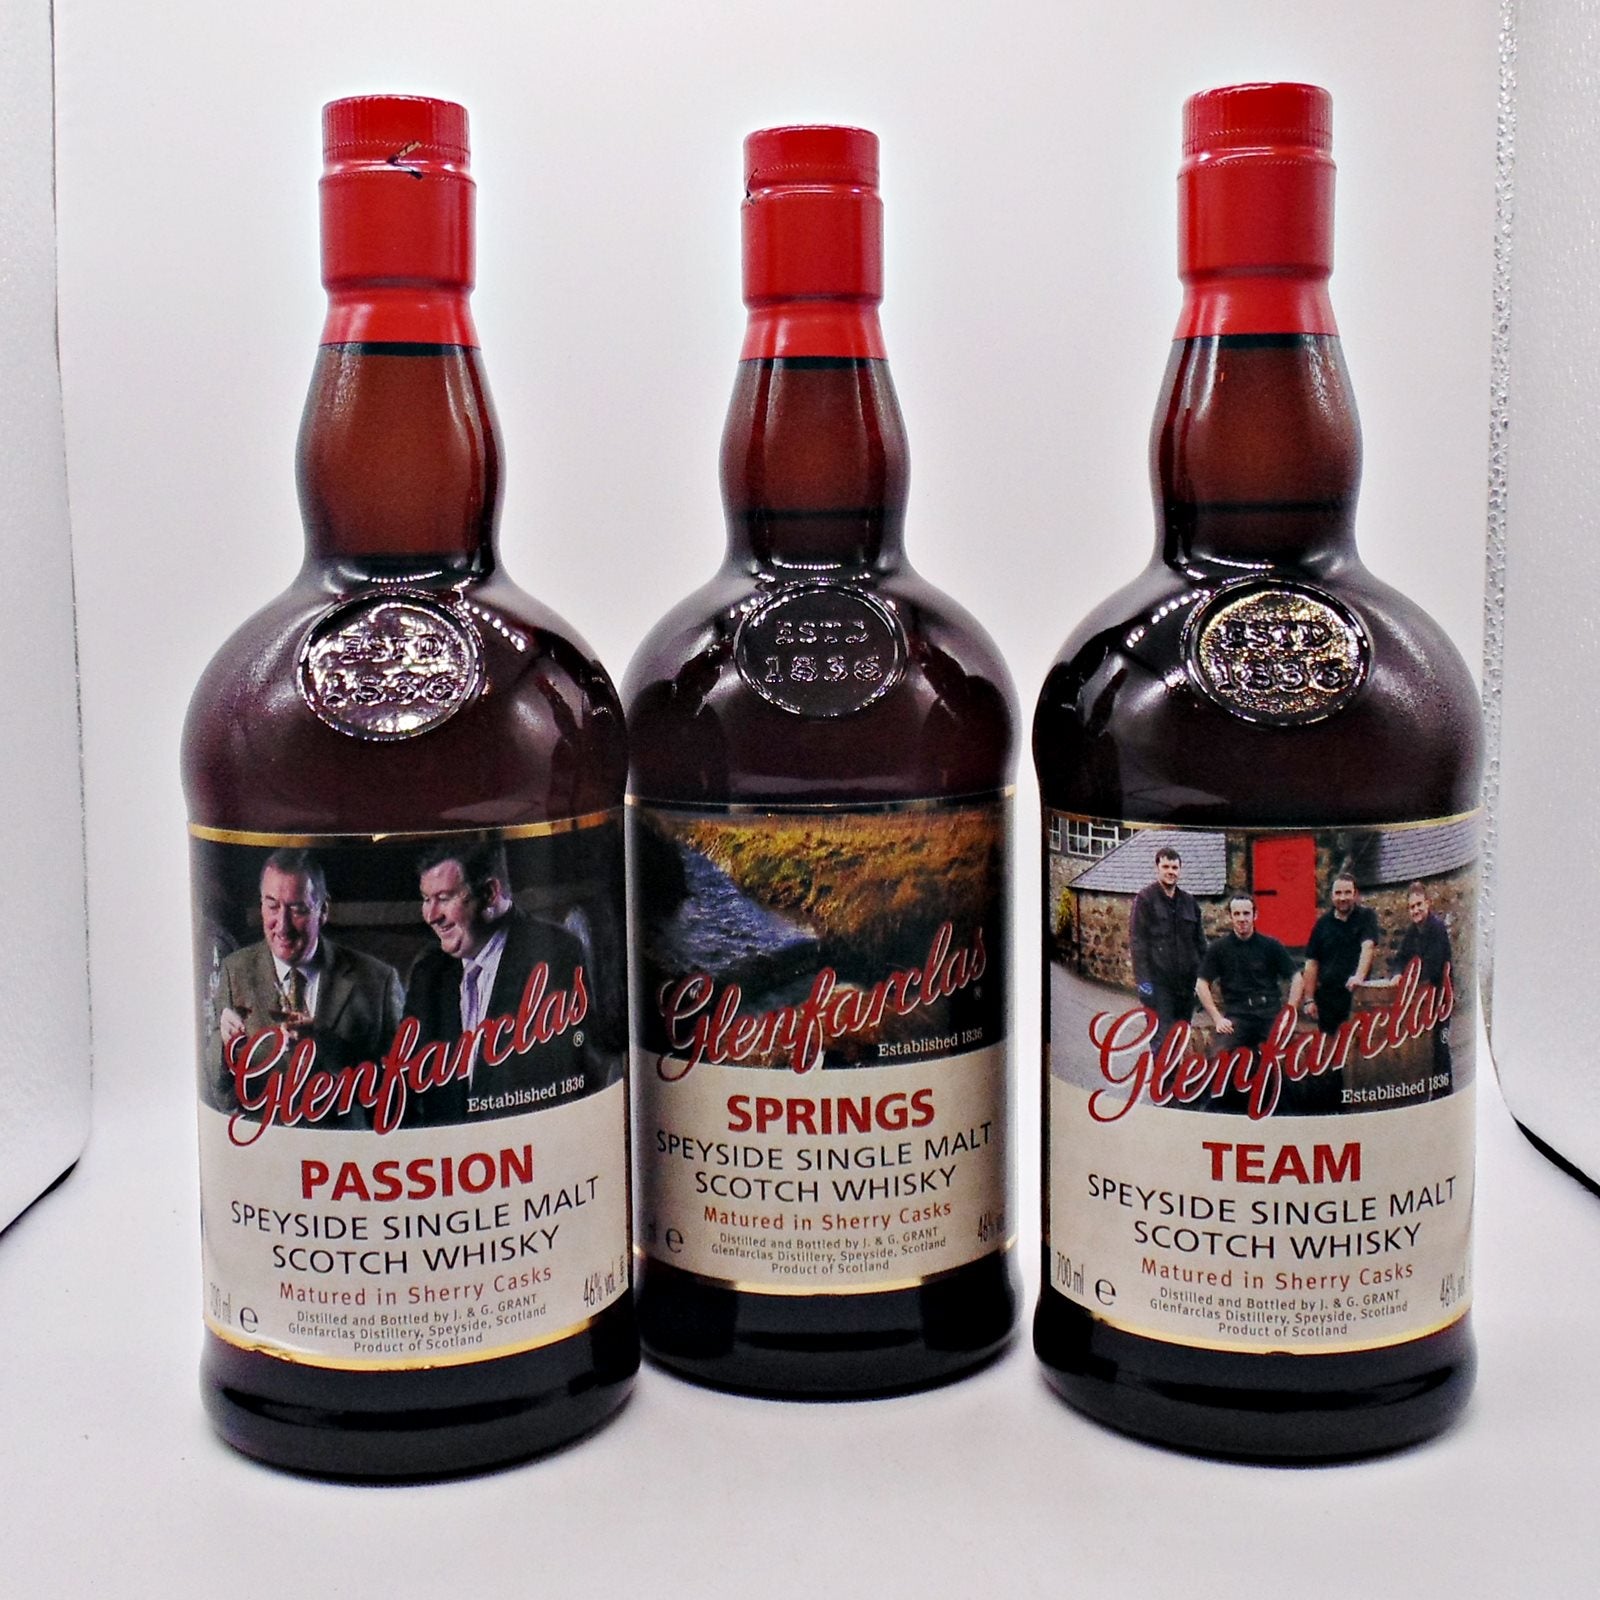 ESTD
1836
Glenfarclas
®
Established 1836
PASSION
SPEYSIDE SINGLE MALT
SCOTCH WHISKY
Matured in Sherry Casks
700 ml e
46% vol
Distilled and Bottled by J. & G. GRANT
Glenfarclas Distillery, Speyside, Scotland
Product of Scotland
ESTD
1836
Glenfarclas
®
Established 1836
SPRINGS
SPEYSIDE SINGLE MALT
SCOTCH WHISKY
Matured in Sherry Casks
e
46%
Distilled and Bottled by J. & G. GRANT
Glenfarclas Distillery, Speyside, Scotland
Product of Scotland
ESTD
1836
Glenfarclas
®
Established 1836
TEAM
SPEYSIDE SINGLE MALT
SCOTCH WHISKY
Matured in Sherry Casks
700 ml e
46%
Distilled and Bottled by J. & G. GRANT
Glenfarclas Distillery, Speyside, Scotland
Product of Scotland